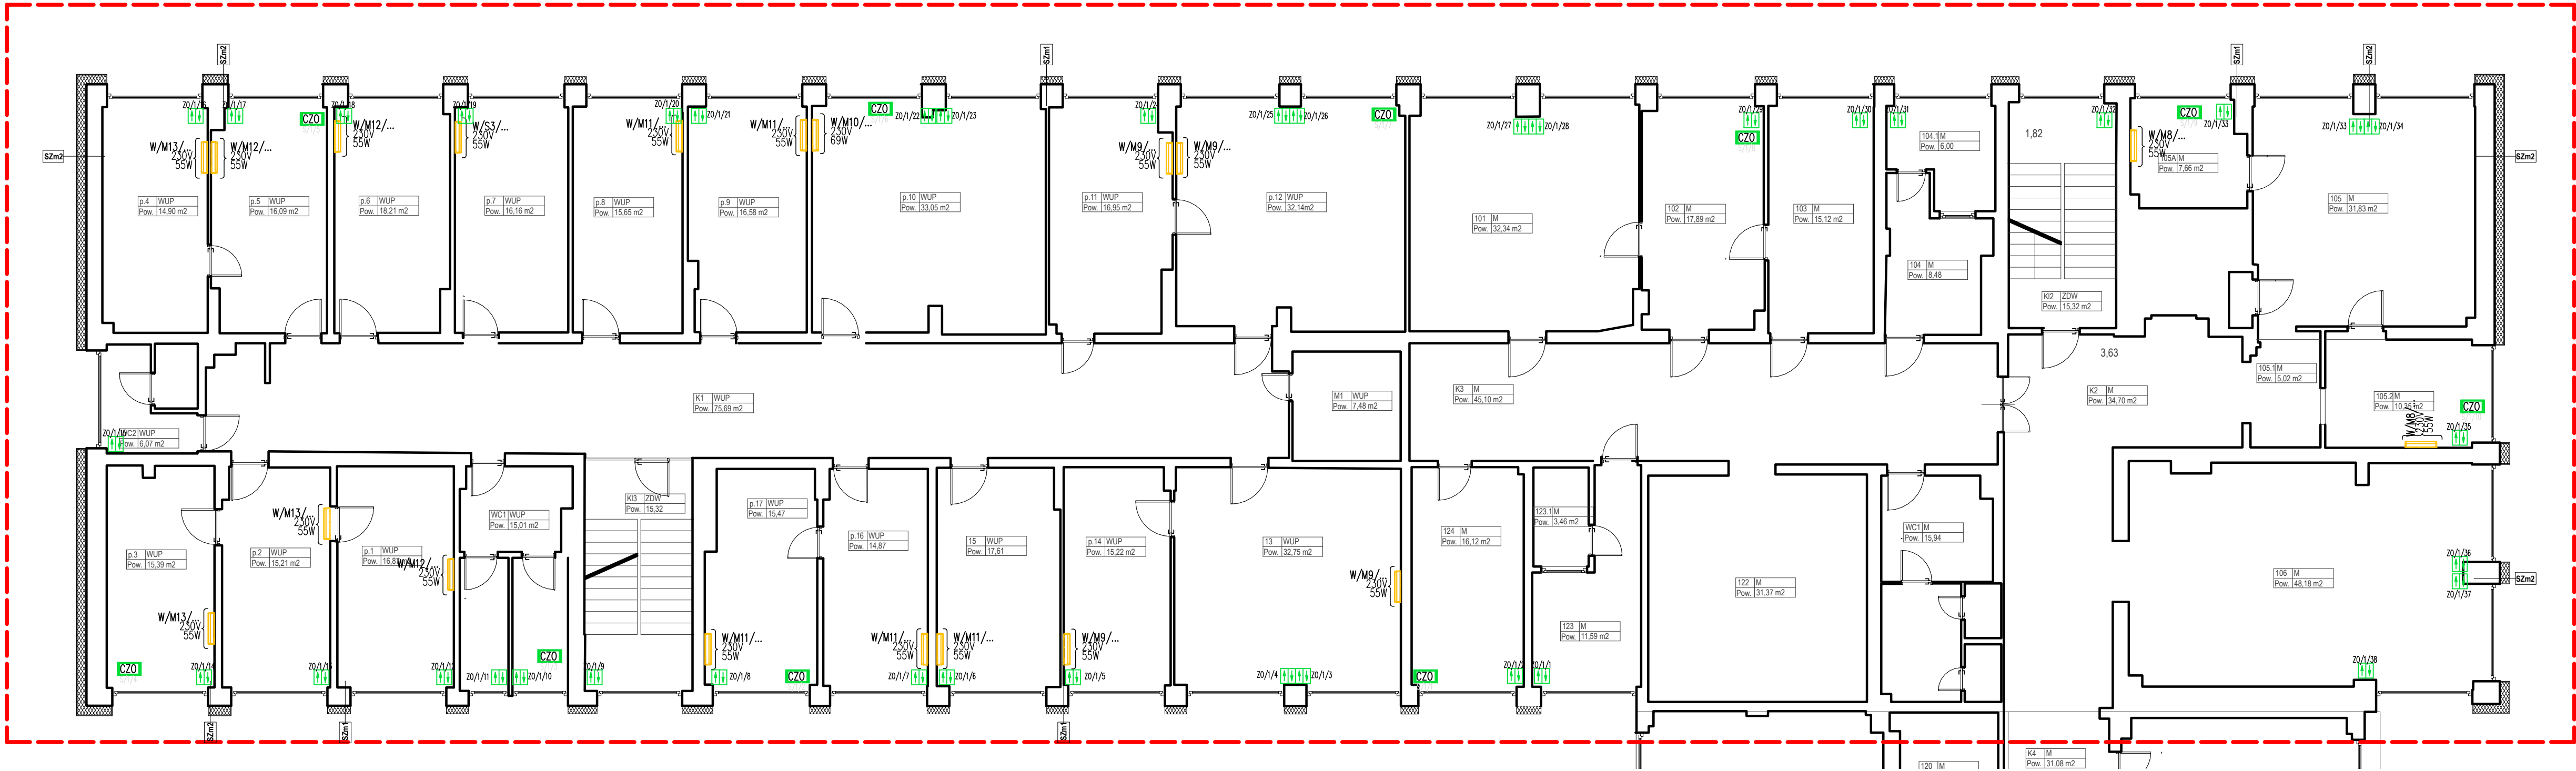 SZm2
SZm1
SZm1
SZm2
ZO/1/16
ZO/1/17
CZO
ZO/1/18
ZO/1/19
ZO/1/20
ZO/1/21
CZO
ZO/1/22
ZO/1/23
ZO/1/24
ZO/1/25
ZO/1/26
CZO
ZO/1/27
ZO/1/28
ZO/1/29
CZO
ZO/1/30
ZO/1/31
ZO/1/32
CZO
ZO/1/33
ZO/1/33
ZO/1/34
SZm2
W/M13/...
230V
55W
W/M12/...
230V
55W
W/M12/...
230V
55W
W/S3/...
230V
55W
W/M11/...
230V
55W
W/M11/...
230V
55W
W/M10/...
230V
69W
W/M9/...
230V
55W
W/M9/...
230V
55W
W/M8/...
230V
55W
SZm2
1,82
p.4 WUP
Pow. 14,90 m2
p.5 WUP
Pow. 16,09 m2
p.6 WUP
Pow. 18,21 m2
p.7 WUP
Pow. 16,16 m2
p.8 WUP
Pow. 15,65 m2
p.9 WUP
Pow. 16,58 m2
p.10 WUP
Pow. 33,05 m2
p.11 WUP
Pow. 16,95 m2
p.12 WUP
Pow. 32,14m2
101 M
Pow. 32,34 m2
102 M
Pow. 17,89 m2
103 M
Pow. 15,12 m2
104.1 M
Pow. 6,00
104 M
Pow. 8,48
Kl2 ZDW
Pow. 15,32 m2
105A M
Pow. 7,66 m2
105 M
Pow. 31,83 m2
3,63
WC2 WUP
Pow. 6,07 m2
ZO/1/15
K1 WUP
Pow. 75,69 m2
M1 WUP
Pow. 7,48 m2
K3 M
Pow. 45,10 m2
K2 M
Pow. 34,70 m2
105.1 M
Pow. 5,02 m2
105.2 M
Pow. 10,35 m2
W/M8/...
230V
55W
CZO
ZO/1/35
p.3 WUP
Pow. 15,39 m2
p.2 WUP
Pow. 15,21 m2
p.1 WUP
WC1 WUP
Pow. 15,01 m2
Kl3 ZDW
Pow. 15,32
p.17 WUP
Pow. 15,47
p.16 WUP
Pow. 14,87
15 WUP
Pow. 17,61
p.14 WUP
Pow. 15,22 m2
13 WUP
Pow. 32,75 m2
124 M
Pow. 16,12 m2
123.1 M
Pow. 3,46 m2
123 M
Pow. 11,59 m2
122 M
Pow. 31,37 m2
WC1 M
Pow. 15,94
106 M
Pow. 48,18 m2
W/M13/...
230V
55W
W/M13/...
230V
55W
W/M12/...
230V
55W
W/M11/...
230V
55W
W/M11/...
230V
55W
W/M11/...
230V
55W
W/M9/...
230V
55W
W/M9/...
230V
55W
ZO/1/36
ZO/1/37
SZm2
ZO/1/38
CZO
ZO/1/14
ZO/1/13
ZO/1/12
ZO/1/11
ZO/1/10
CZO
ZO/1/9
ZO/1/8
CZO
ZO/1/7
ZO/1/6
ZO/1/5
ZO/1/4
ZO/1/3
CZO
ZO/1/2
ZO/1/1
SZm2
SZm1
SZm1
K4 M
Pow. 31,08 m2
120 M